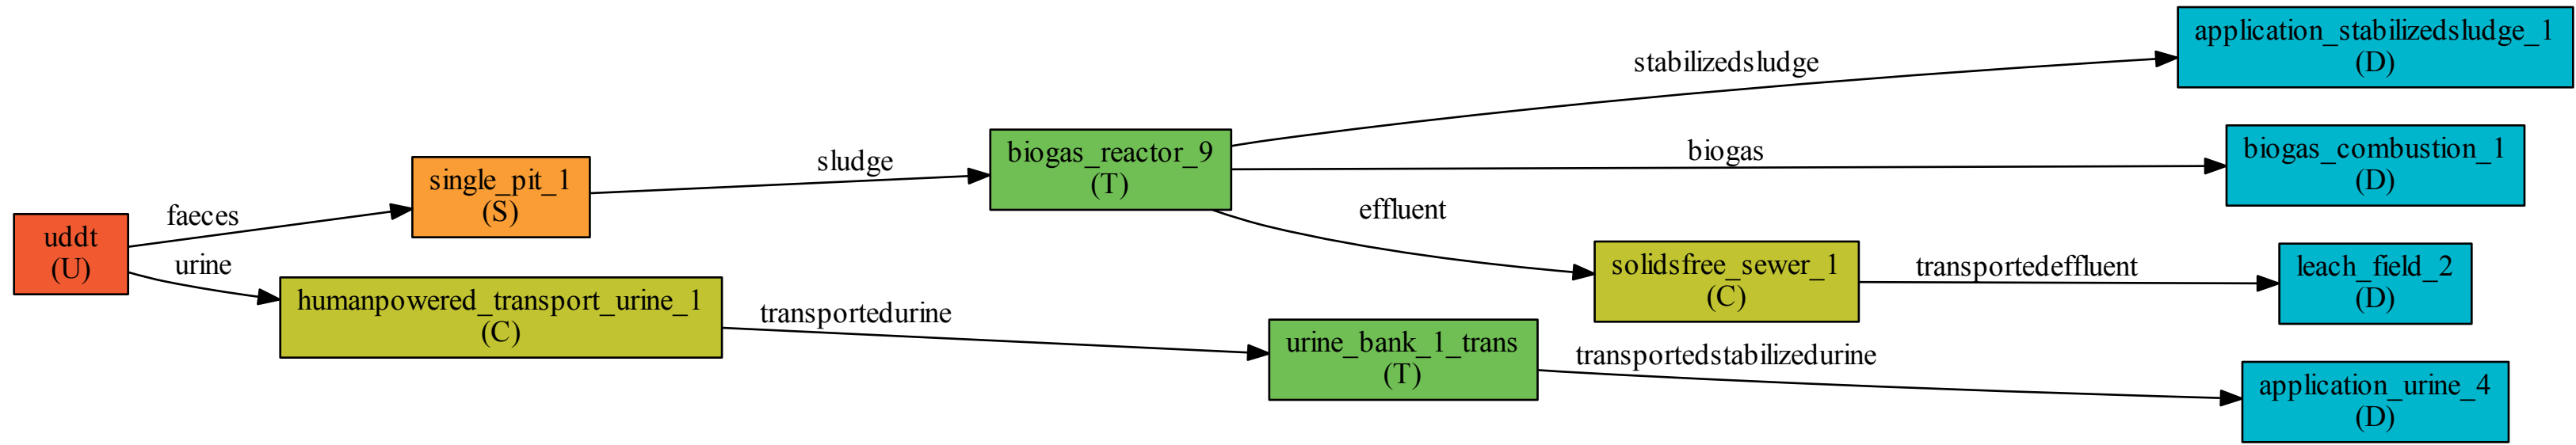 uddt
(U)
faeces
urine
single_pit_1
(S)
humanpowered_transport_urine_1
(C)
sludge
transportedurine
biogas_reactor_9
(T)
urine_bank_1_trans
(T)
stabilizedsludge
biogas
effluent
solidsfree_sewer_1
(C)
transportedeffluent
transportedstabilizedurine
application_stabilizedsludge_1
(D)
biogas_combustion_1
(D)
leach_field_2
(D)
application_urine_4
(D)